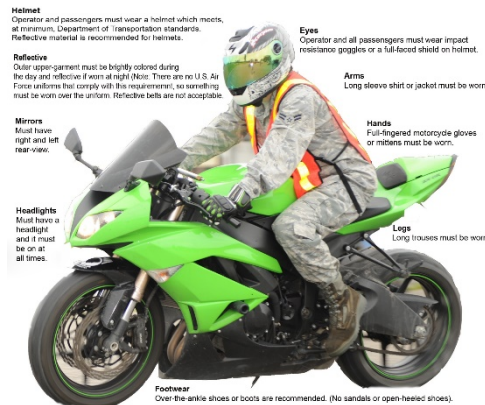 Helmet
Operator and passengers must wear a helmet which meets,
at minimum, Department of Transportation standards.
Reflective material is recommended for helmets.
Reflective
Outer upper-garment must be brightly colored during
the day and reflective if worn at night (Note: There are no U.S. Air
Force uniforms that comply with this requirememnt, so something
must be worn over the uniform. Reflective belts are not acceptable.
Eyes
Operator and all passensgers must wear impact
resistance goggles or a full-faced shield on helmet.
Arms
Long sleeve shirt or jacket must be worn
Mirrors
Must have
right and left
rear-view.
Hands
Full-fingered motorcycle gloves
or mittens must be worn.
Headlights
Must have a
headlight
and it must
be on at
all times.
Legs
Long trouses must be worn
Footwear
Over-the-ankle shoes or boots are recommended. (No sandals or open-heeled shoes).